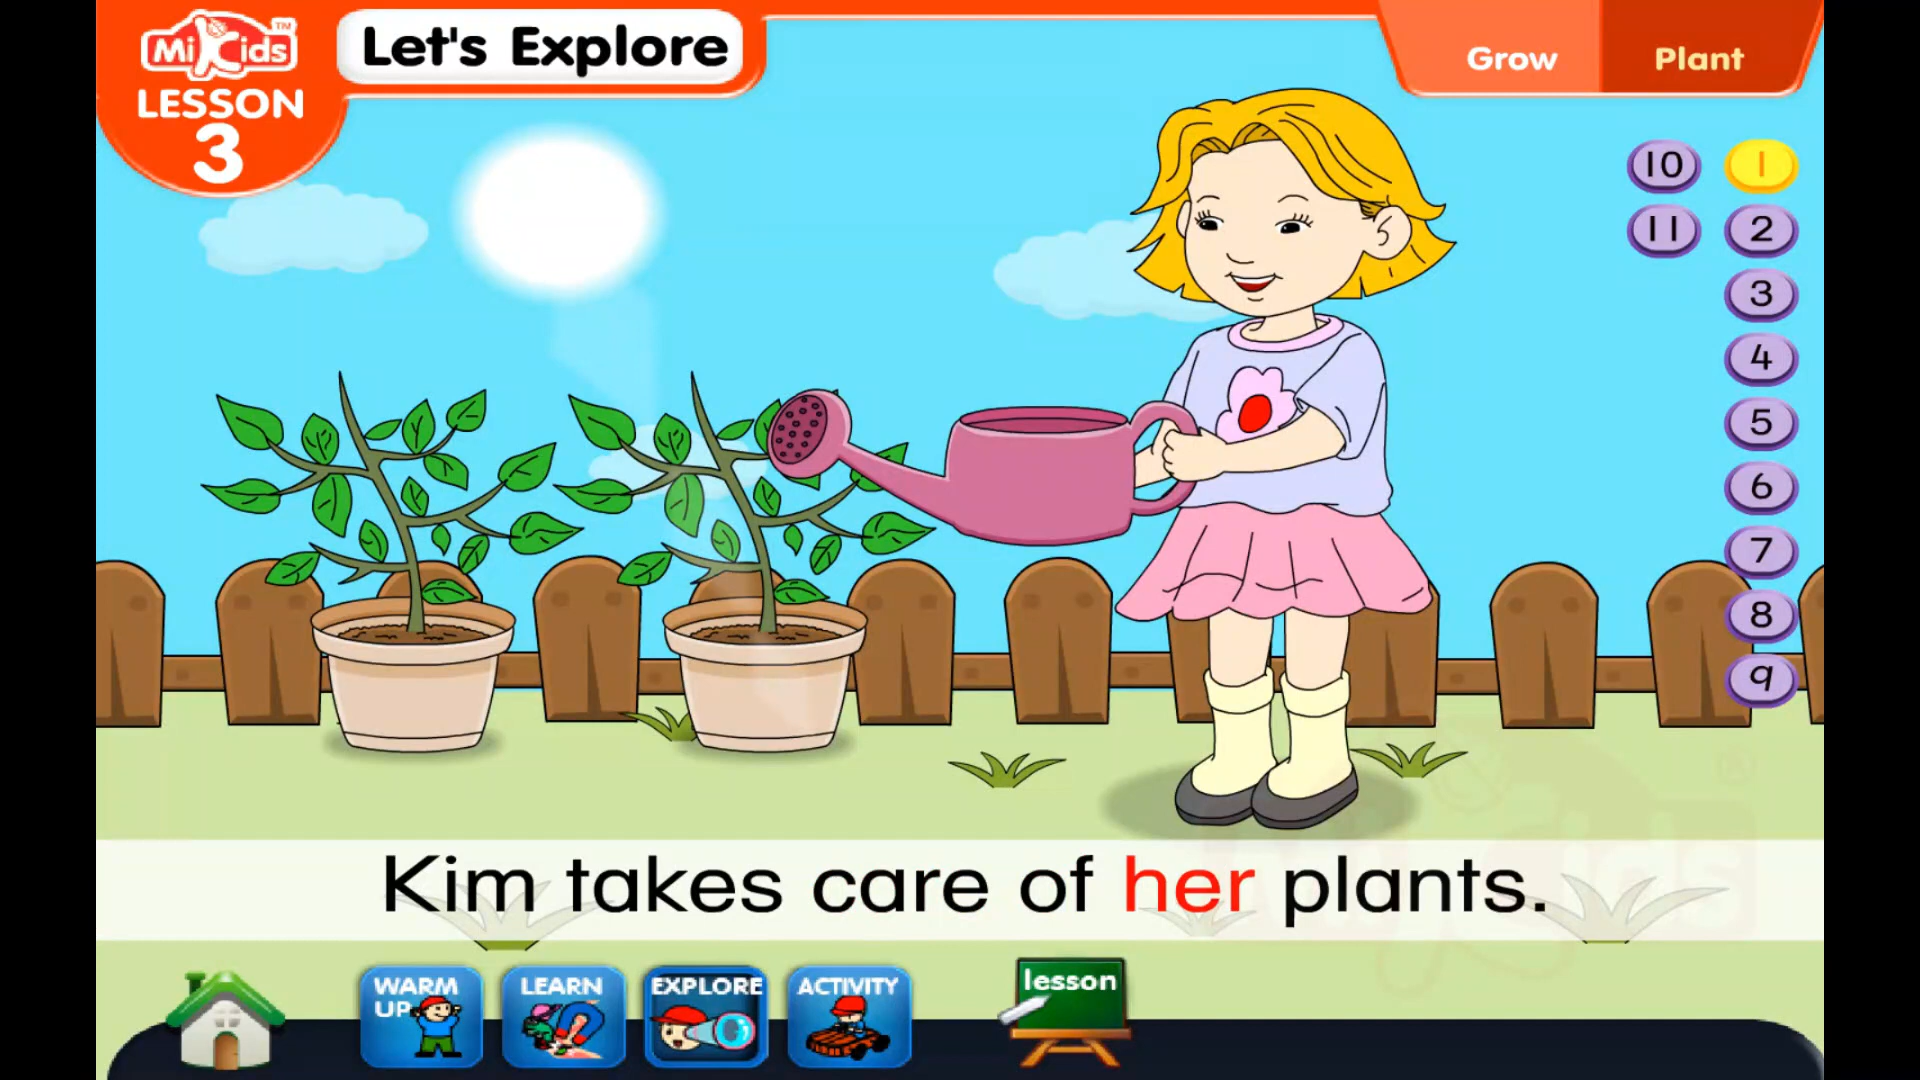 MiKids™
LESSON
3
Let's Explore
Grow
Plant
10
1
11
2
3
4
5
6
7
8
9
Kim takes care of her plants.
WARM
UP
LEARN
EXPLORE
ACTIVITY
lesson